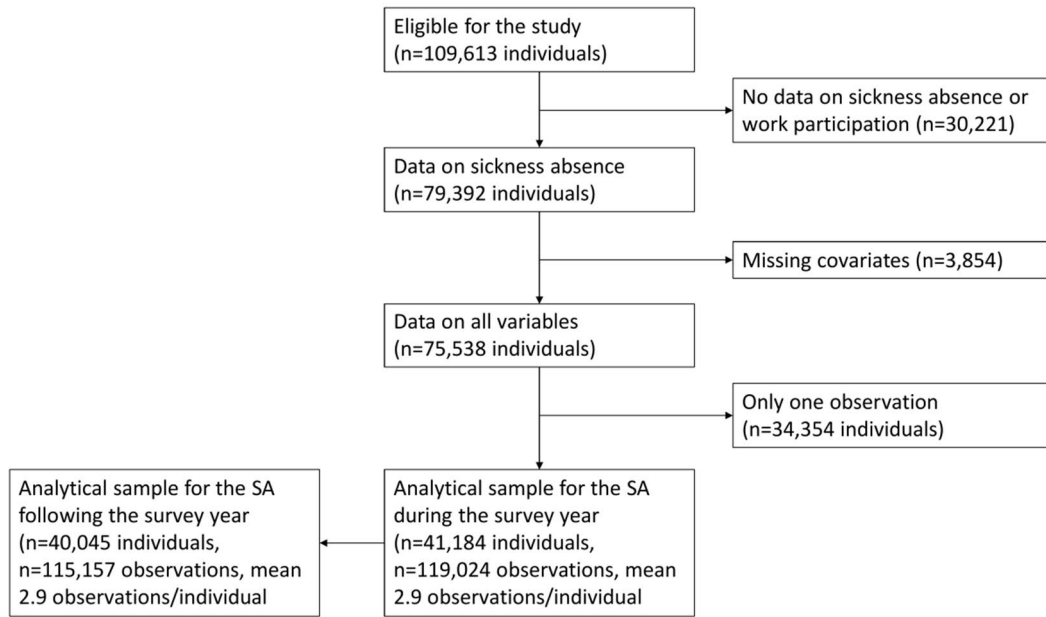 Eligible for the study
(n=109,613 individuals)
No data on sickness absence or
work participation (n=30,221)
Data on sickness absence
(n=79,392 individuals)
Missing covariates (n=3,854)
Data on all variables
(n=75,538 individuals)
Only one observation
(n=34,354 individuals)
Analytical sample for the SA
following the survey year
(n=40,045 individuals,
n=115,157 observations, mean
2.9 observations/individual
Analytical sample for the SA
during the survey year
(n=41,184 individuals,
n=119,024 observations, mean
2.9 observations/individual